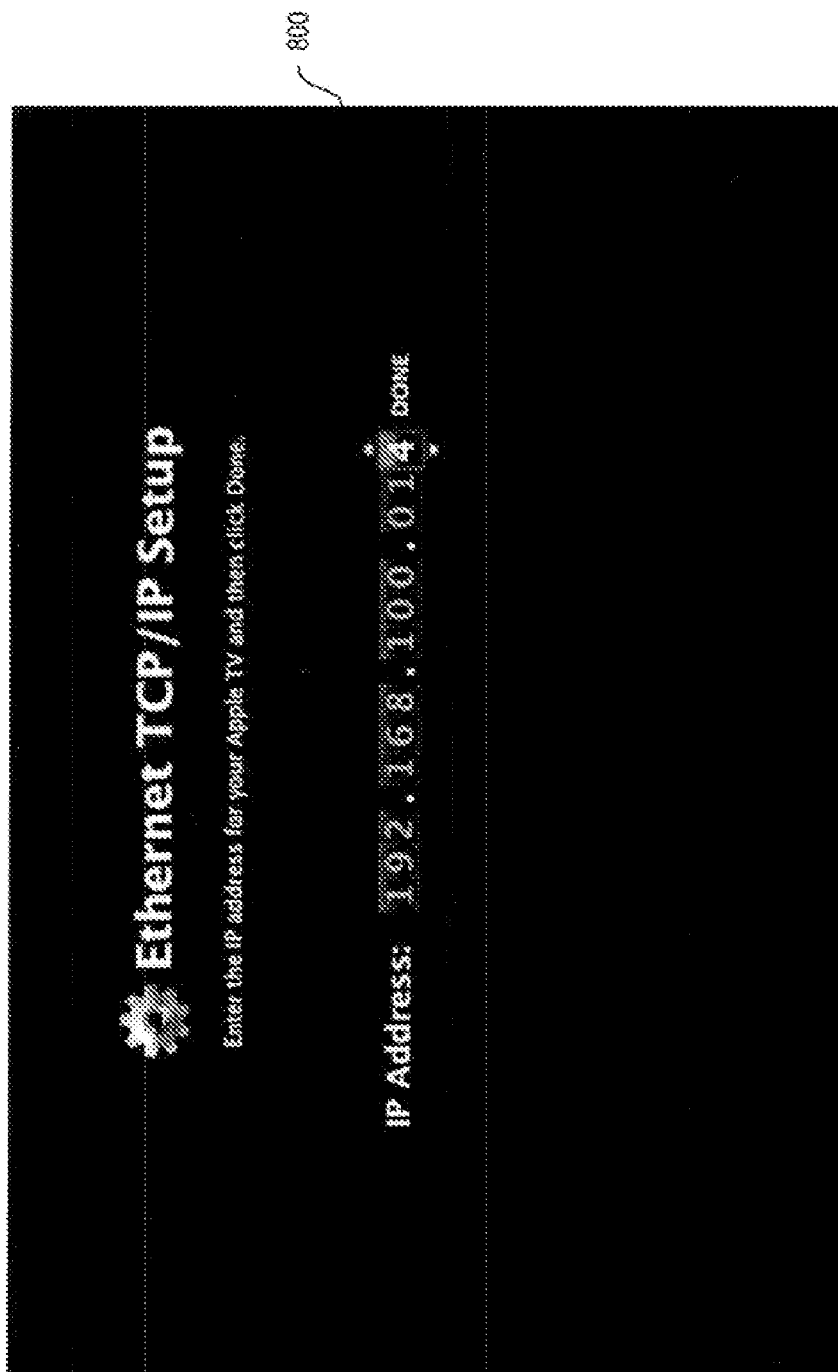 800
Ethernet TCP/IP Setup
Enter the IP address for your Apple TV and then click Done.
IP Address: 192.168.100.014 DONE